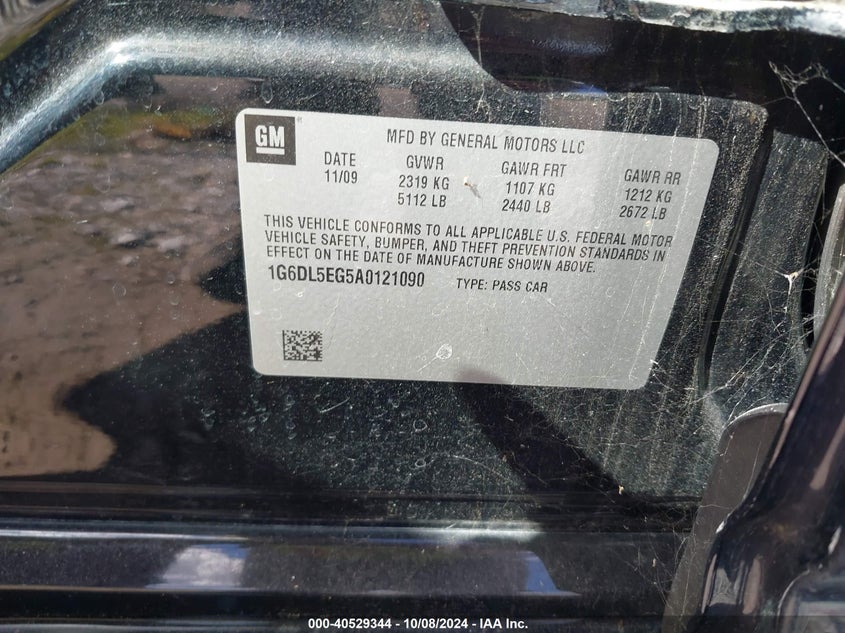 GM
MFD BY GENERAL MOTORS LLC
DATE GVWR GAWR FRT GAWR RR
11/09 2319 KG 1107 KG 1212 KG
5112 LB 2440 LB 2672 LB
THIS VEHICLE CONFORMS TO ALL APPLICABLE U.S. FEDERAL MOTOR
VEHICLE SAFETY, BUMPER, AND THEFT PREVENTION STANDARDS IN
EFFECT ON THE DATE OF MANUFACTURE SHOWN ABOVE.
1G6DL5EG5A0121090 TYPE: PASS CAR
000-40529344 - 10/08/2024 - IAA Inc.